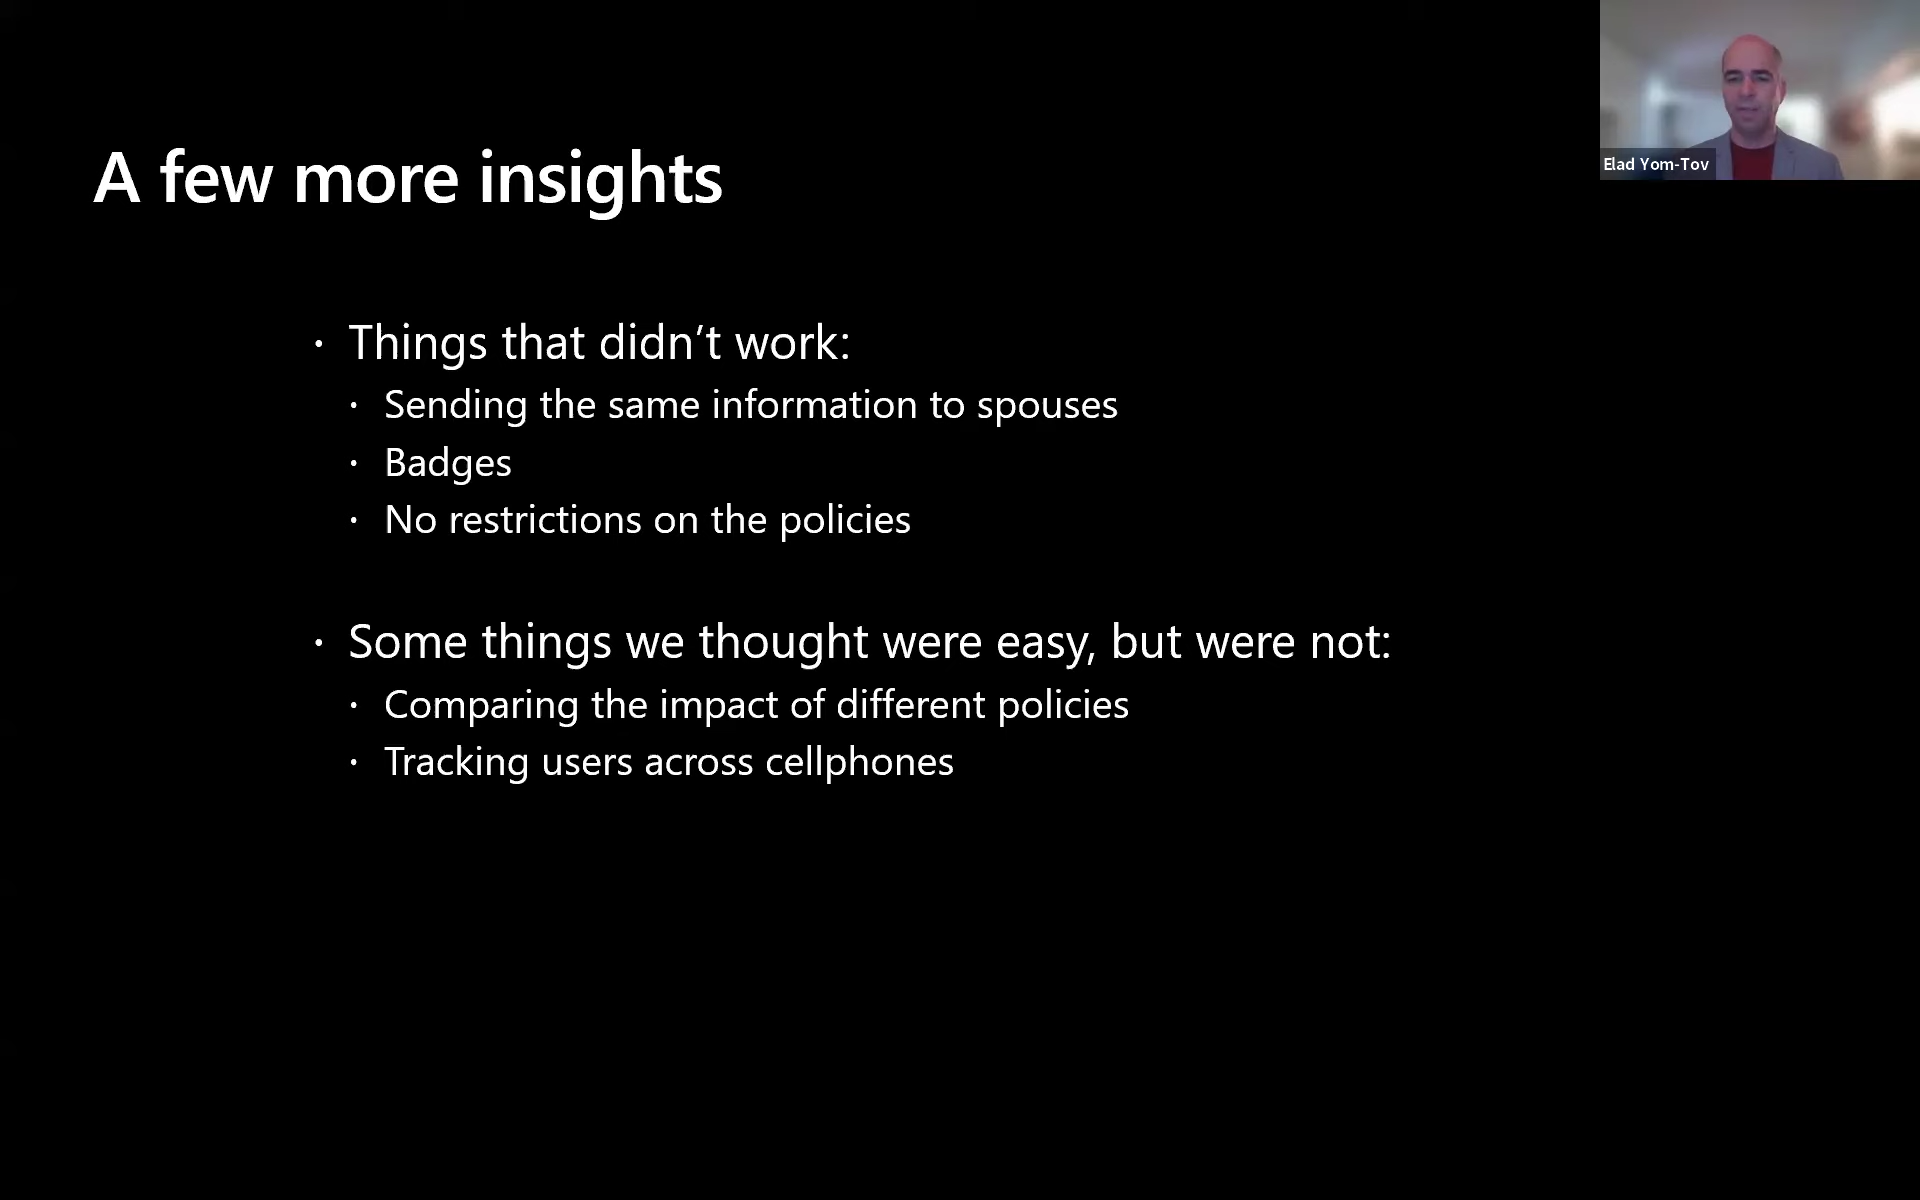 Elad Yom-Tov
A few more insights
· Things that didn’t work:
· Sending the same information to spouses
· Badges
· No restrictions on the policies
· Some things we thought were easy, but were not:
· Comparing the impact of different policies
· Tracking users across cellphones